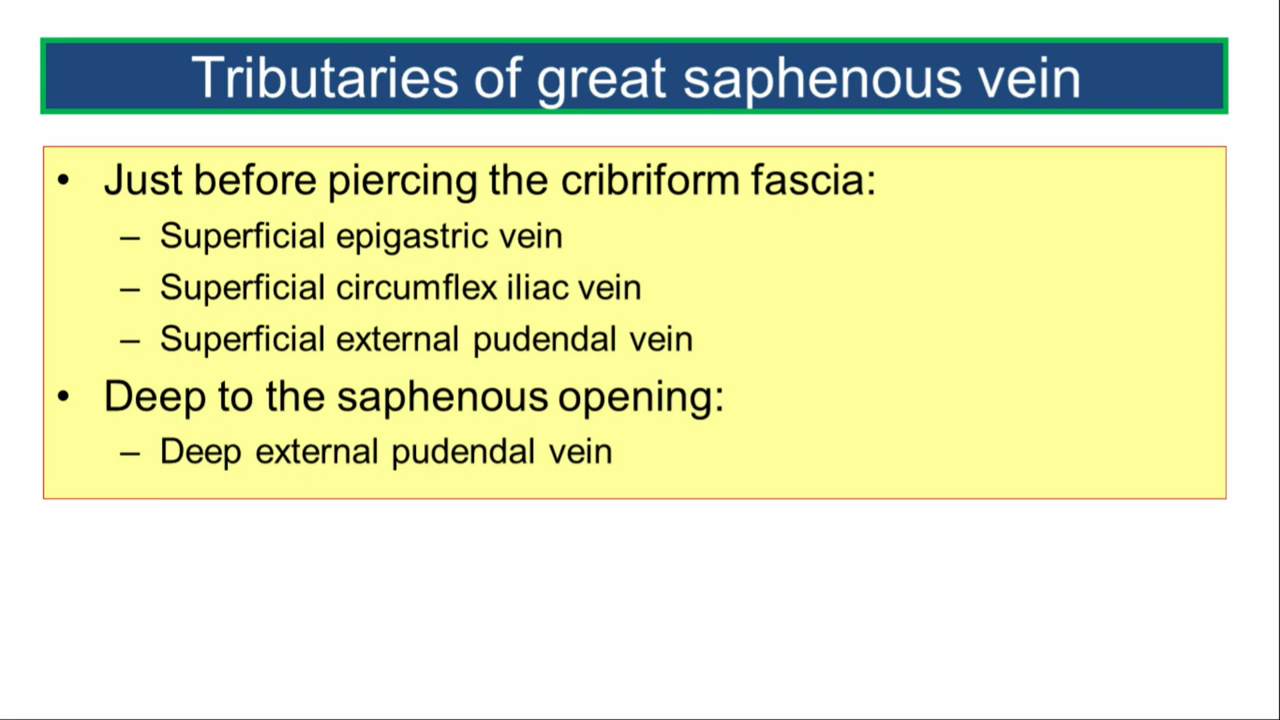 Tributaries of great saphenous vein
• Just before piercing the cribriform fascia:
– Superficial epigastric vein
– Superficial circumflex iliac vein
– Superficial external pudendal vein
• Deep to the saphenous opening:
– Deep external pudendal vein